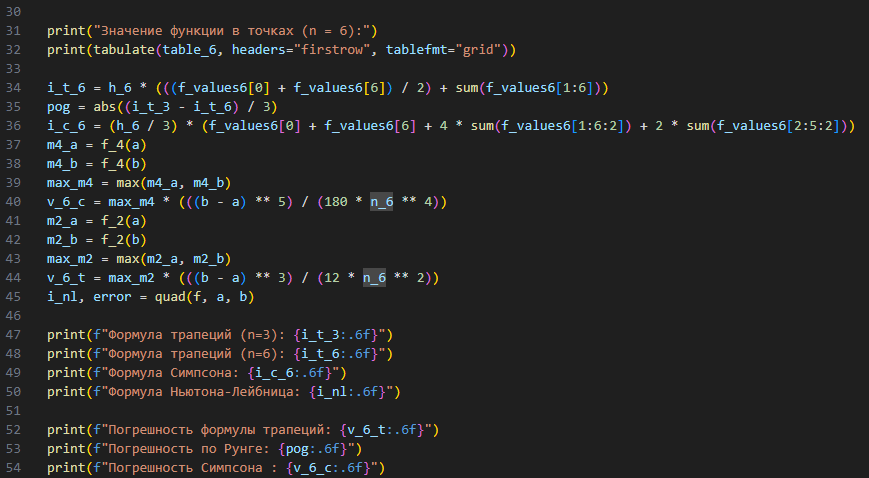 30
31 print("Значение функции в точках (n = 6):")
32 print(tabulate(table_6, headers="firstrow", tablefmt="grid"))
33
34 i_t_6 = h_6 * (((f_values6[0] + f_values6[6]) / 2) + sum(f_values6[1:6]))
35 pog = abs((i_t_3 - i_t_6) / 3)
36 i_c_6 = (h_6 / 3) * (f_values6[0] + f_values6[6] + 4 * sum(f_values6[1:6:2]) + 2 * sum(f_values6[2:5:2]))
37 m4_a = f_4(a)
38 m4_b = f_4(b)
39 max_m4 = max(m4_a, m4_b)
40 v_6_c = max_m4 * (((b - a) ** 5) / (180 * n_6 ** 4))
41 m2_a = f_2(a)
42 m2_b = f_2(b)
43 max_m2 = max(m2_a, m2_b)
44 v_6_t = max_m2 * (((b - a) ** 3) / (12 * n_6 ** 2))
45 i_nl, error = quad(f, a, b)
46
47 print(f"Формула трапеций (n=3): {i_t_3:.6f}")
48 print(f"Формула трапеций (n=6): {i_t_6:.6f}")
49 print(f"Формула Симпсона: {i_c_6:.6f}")
50 print(f"Формула Ньютона-Лейбница: {i_nl:.6f}")
51
52 print(f"Погрешность формулы трапеций: {v_6_t:.6f}")
53 print(f"Погрешность по Рунге: {pog:.6f}")
54 print(f"Погрешность Симпсона : {v_6_c:.6f}")